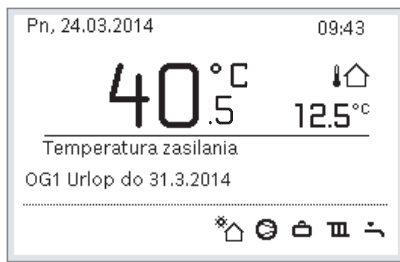 Pn, 24.03.2014 09:43
40.5 °C
12.5°C
Temperatura zasilania
OG1 Urlop do 31.3.2014